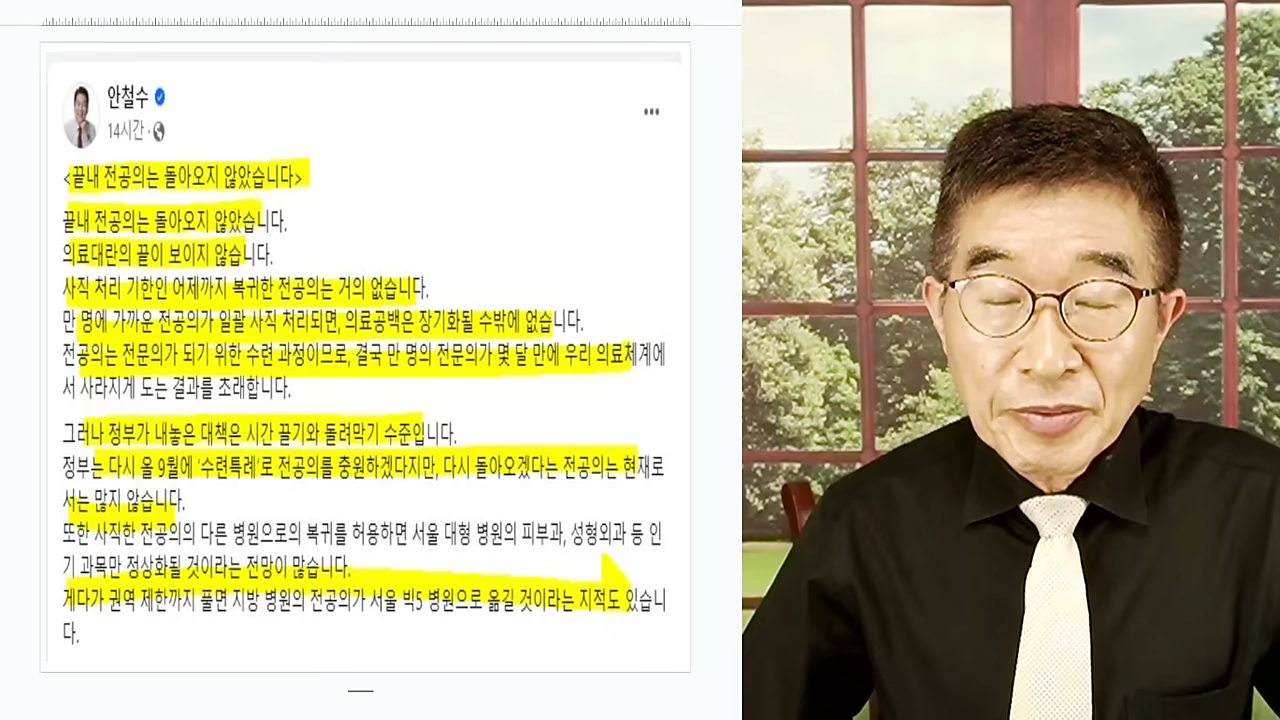 안철수
14시간 ·
<끝내 전공의는 돌아오지 않았습니다>
끝내 전공의는 돌아오지 않았습니다.
의료대란의 끝이 보이지 않습니다.
사직 처리 기한인 어제까지 복귀한 전공의는 거의 없습니다.
만 명에 가까운 전공의가 일괄 사직 처리되면, 의료공백은 장기화될 수밖에 없습니다.
전공의는 전문의가 되기 위한 수련 과정이므로, 결국 만 명의 전문의가 몇 달 만에 우리 의료체계에
서 사라지게 도는 결과를 초래합니다.
그러나 정부가 내놓은 대책은 시간 끌기와 돌려막기 수준입니다.
정부는 다시 올 9월에 '수련특례'로 전공의를 충원하겠다지만, 다시 돌아오겠다는 전공의는 현재로
서는 많지 않습니다.
또한 사직한 전공의의 다른 병원으로의 복귀를 허용하면 서울 대형 병원의 피부과, 성형외과 등 인
기 과목만 정상화될 것이라는 전망이 많습니다.
게다가 권역 제한까지 풀면 지방 병원의 전공의가 서울 빅5 병원으로 옮길 것이라는 지적도 있습니
다.